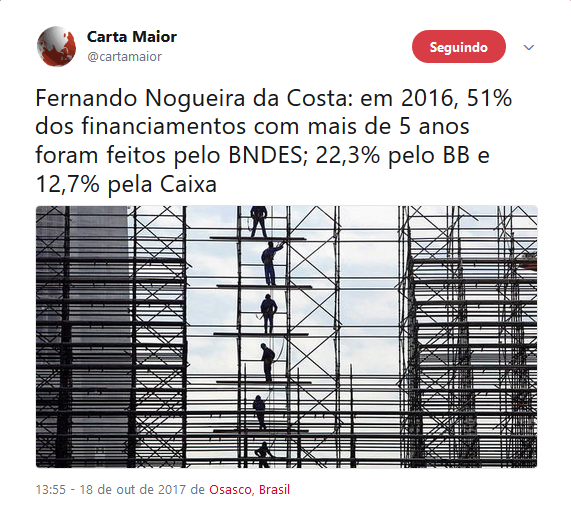 Carta Maior
@cartamaior
Seguindo
Fernando Nogueira da Costa: em 2016, 51%
dos financiamentos com mais de 5 anos
foram feitos pelo BNDES; 22,3% pelo BB e
12,7% pela Caixa
13:55 - 18 de out de 2017 de Osasco, Brasil